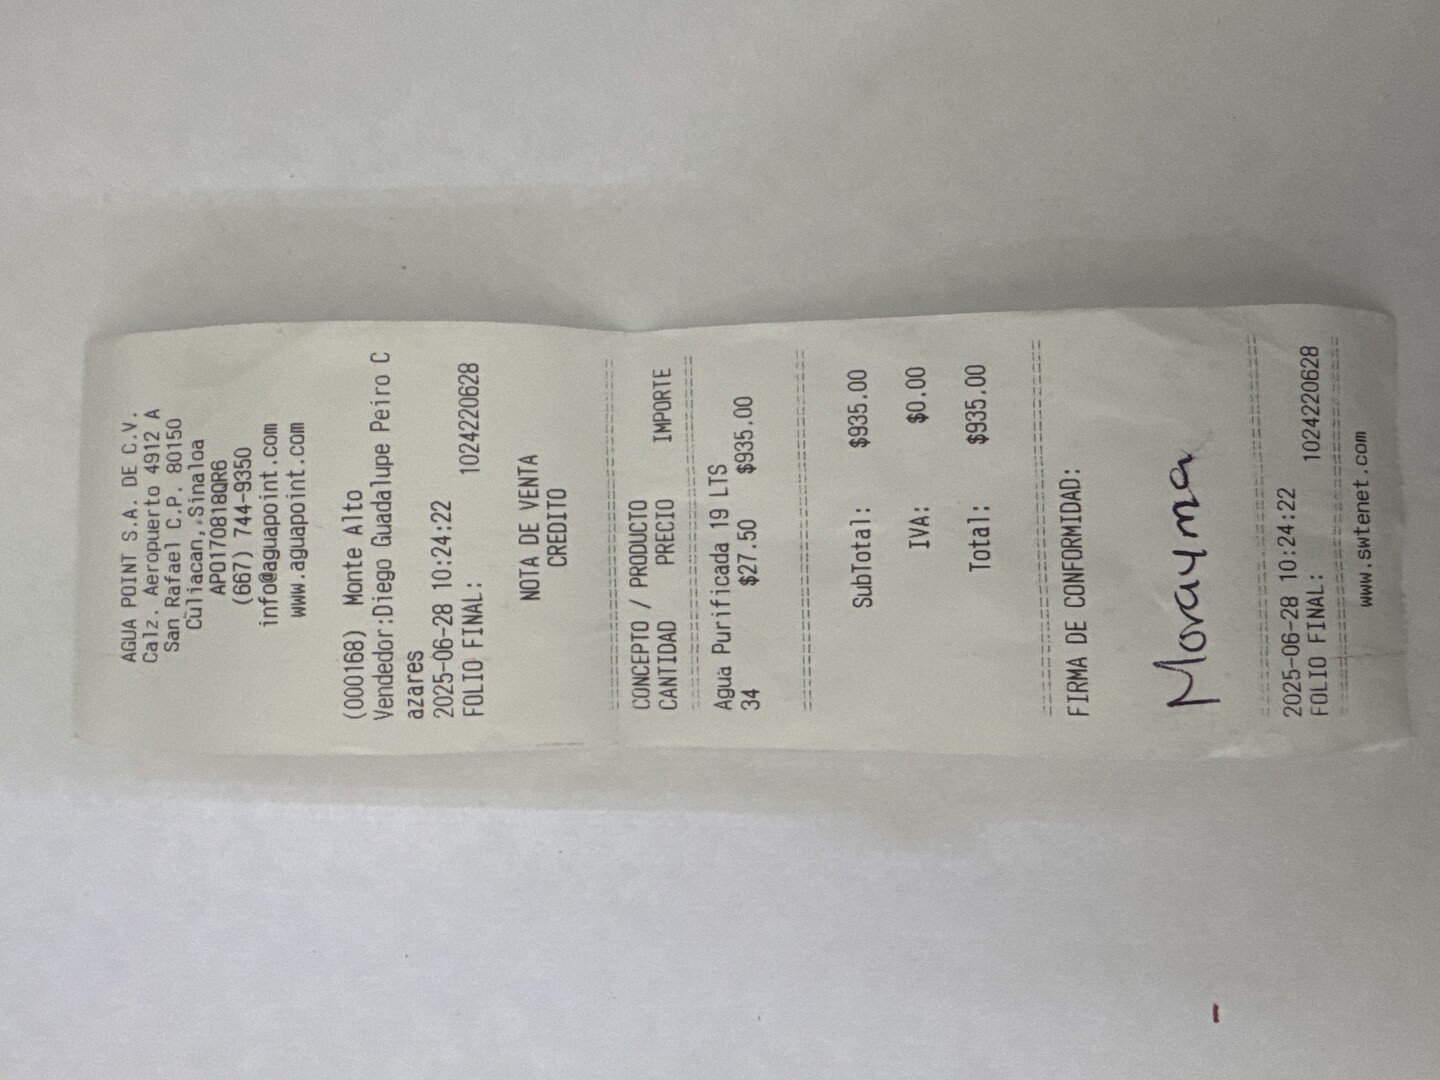 AGUA POINT S.A. DE C.V.
Calz. Aeropuerto 4912 A
San Rafael C.P. 80150
Culiacan, Sinaloa
APO170818QR6
(667) 744-9350
info@aguapoint.com
www.aguapoint.com
(000168) Monte Alto
Vendedor:Diego Guadalupe Peiro C
azares
2025-06-28 10:24:22
FOLIO FINAL: 1024220628
NOTA DE VENTA
CREDITO
CONCEPTO / PRODUCTO
CANTIDAD PRECIO IMPORTE
Agua Purificada 19 LTS
34 $27.50 $935.00
SubTotal: $935.00
IVA: $0.00
Total: $935.00
FIRMA DE CONFORMIDAD:
Morayma
2025-06-28 10:24:22
FOLIO FINAL: 1024220628
www.swtenet.com